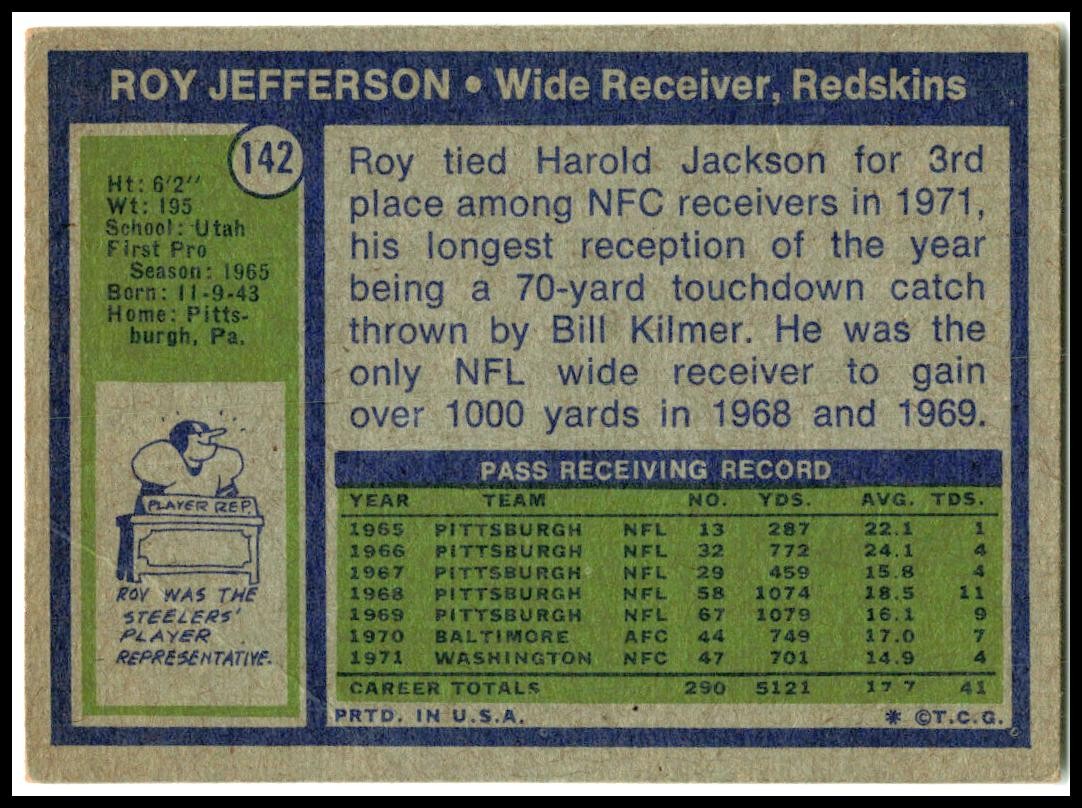 ROY JEFFERSON • Wide Receiver, Redskins
142
Ht: 6'2"
Wt: 195
School: Utah
First Pro
Season: 1965
Born: 11-9-43
Home: Pitts-
burgh, Pa.
PLAYER REP.
ROY WAS THE
STEELERS'
PLAYER
REPRESENTATIVE.
Roy tied Harold Jackson for 3rd
place among NFC receivers in 1971,
his longest reception of the year
being a 70-yard touchdown catch
thrown by Bill Kilmer. He was the
only NFL wide receiver to gain
over 1000 yards in 1968 and 1969.
PASS RECEIVING RECORD
YEAR TEAM NO. YDS. AVG. TDS.
1965 PITTSBURGH NFL 13 287 22.1 1
1966 PITTSBURGH NFL 32 772 24.1 4
1967 PITTSBURGH NFL 29 459 15.8 4
1968 PITTSBURGH NFL 58 1074 18.5 11
1969 PITTSBURGH NFL 67 1079 16.1 9
1970 BALTIMORE AFC 44 749 17.0 7
1971 WASHINGTON NFC 47 701 14.9 4
CAREER TOTALS 290 5121 17.7 41
PRTD. IN U.S.A. * ©T.C.G.